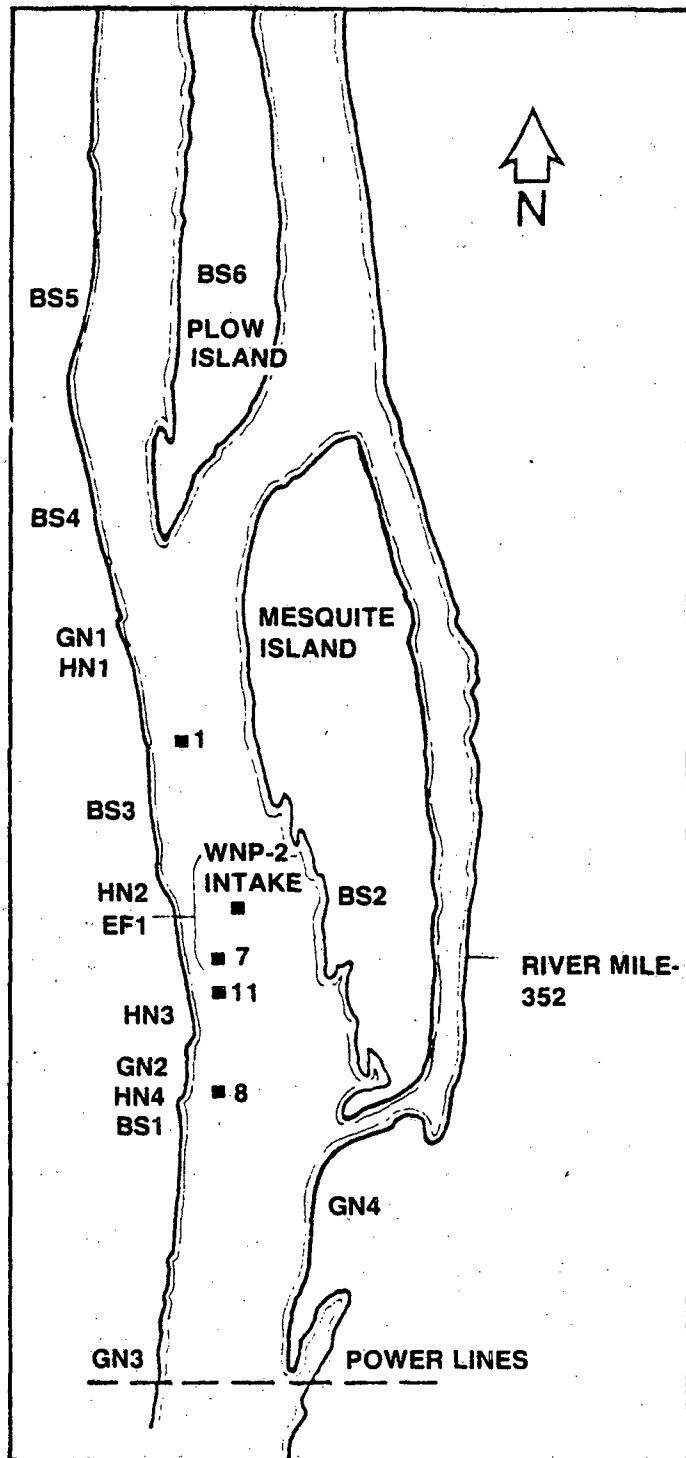 N
BS6
BS5
PLOW
ISLAND
BS4
MESQUITE
ISLAND
GN1
HN1
1
BS3
WNP-2
INTAKE
HN2
EF1
BS2
7
RIVER MILE-
352
11
HN3
GN2
HN4
BS1
8
GN4
GN3
POWER LINES